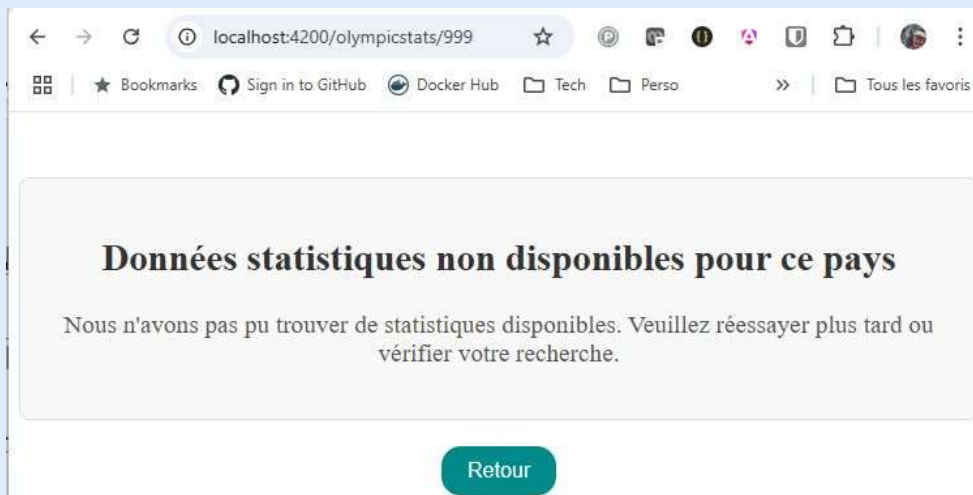 localhost:4200/olympicstats/999
Bookmarks Sign in to GitHub Docker Hub Tech Perso » Tous les favoris
Données statistiques non disponibles pour ce pays
Nous n'avons pas pu trouver de statistiques disponibles. Veuillez réessayer plus tard ou
vérifier votre recherche.
Retour